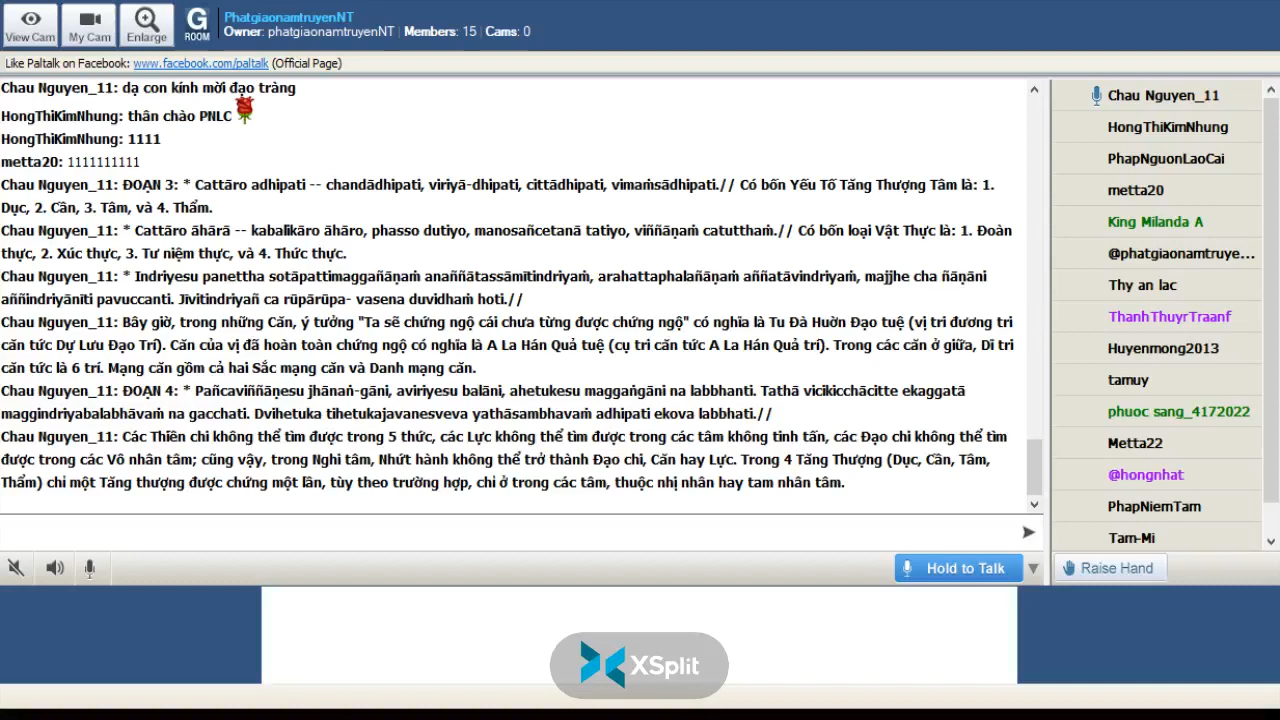 View Cam
My Cam
Enlarge
G
ROOM
PhatgiaonamtruyenNT
Owner: phatgiaonamtruyenNT Members: 15 Cams: 0
Like Paltalk on Facebook: www.facebook.com/paltalk (Official Page)
Chau Nguyen_11: dạ con kính mời đạo tràng
HongThiKimNhung: thân chào PNLC
HongThiKimNhung: 1111
metta20: 1111111111
Chau Nguyen_11: ĐOẠN 3: * Cattāro adhipati -- chandādhipati, viriyā-dhipati, cittādhipati, vimaṁsādhipati.// Có bốn Yếu Tố Tăng Thượng Tâm là: 1.
Dục, 2. Cần, 3. Tâm, và 4. Thẩm.
Chau Nguyen_11: * Cattāro āhārā -- kabalikāro āhāro, phasso dutiyo, manosañcetanā tatiyo, viññāṇaṁ catutthaṁ.// Có bốn loại Vật Thực là: 1. Đoàn
thực, 2. Xúc thực, 3. Tư niệm thực, và 4. Thức thực.
Chau Nguyen_11: * Indriyesu panettha sotāpattimaggañāṇaṁ anaññātassāmītindriyaṁ, arahattaphalañāṇaṁ aññatāvindriyaṁ, majjhe cha ñāṇāni
aññindriyānīti pavuccanti. Jīvitindriyañ ca rūpārūpa- vasena duvidhaṁ hoti.//
Chau Nguyen_11: Bây giờ, trong những Căn, ý tưởng "Ta sẽ chứng ngộ cái chưa từng được chứng ngộ" có nghĩa là Tu Đà Huờn Đạo tuệ (vị tri đương tri
căn tức Dự Lưu Đạo Trí). Căn của vị đã hoàn toàn chứng ngộ có nghĩa là A La Hán Quả tuệ (cụ tri căn tức A La Hán Quả trí). Trong các căn ở giữa, Dĩ tri
căn tức là 6 trí. Mạng căn gồm cả hai Sắc mạng căn và Danh mạng căn.
Chau Nguyen_11: ĐOẠN 4: * Pañcaviññāṇesu jhānaṅ-gāni, aviriyesu balāni, ahetukesu maggaṅgāni na labbhanti. Tathā vicikicchācitte ekaggatā
maggindriyabalabhāvaṁ na gacchati. Dvihetuka tihetukajavanesveva yathāsambhavaṁ adhipati ekova labbhati.//
Chau Nguyen_11: Các Thiền chi không thể tìm được trong 5 thức, các Lực không thể tìm được trong các tâm không tinh tấn, các Đạo chi không thể tìm
được trong các Vô nhân tâm; cũng vậy, trong Nghi tâm, Nhứt hành không thể trở thành Đạo chi, Căn hay Lực. Trong 4 Tăng Thượng (Dục, Cần, Tâm,
Thẩm) chỉ một Tăng thượng được chứng một lần, tùy theo trường hợp, chỉ ở trong các tâm, thuộc nhị nhân hay tam nhân tâm.
Chau Nguyen_11
HongThiKimNhung
PhapNguonLaoCai
metta20
King Milanda A
@phatgiaonamtruye...
Thy an lac
ThanhThuyrTraanf
Huyenmong2013
tamuy
phuoc sang_4172022
Metta22
@hongnhat
PhapNiemTam
Tam-Mi
Hold to Talk
Raise Hand
XSplit